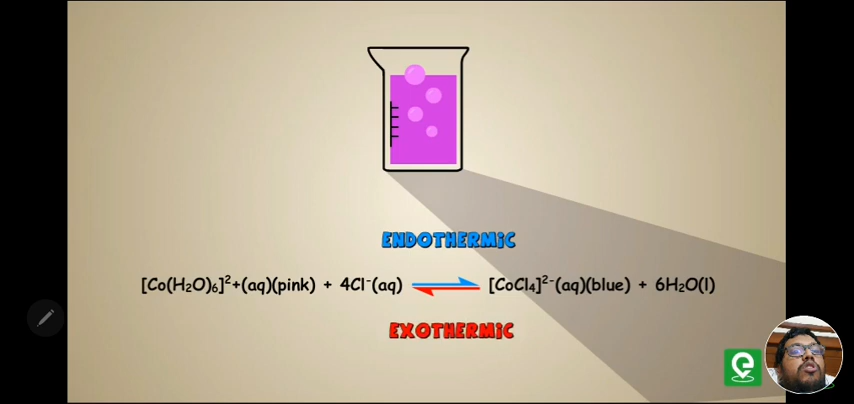 ENDOTHERMIC
[Co(H₂O)₆]²+(aq)(pink) + 4Cl⁻(aq) ⇌ [CoCl₄]²⁻(aq)(blue) + 6H₂O(l)
EXOTHERMIC